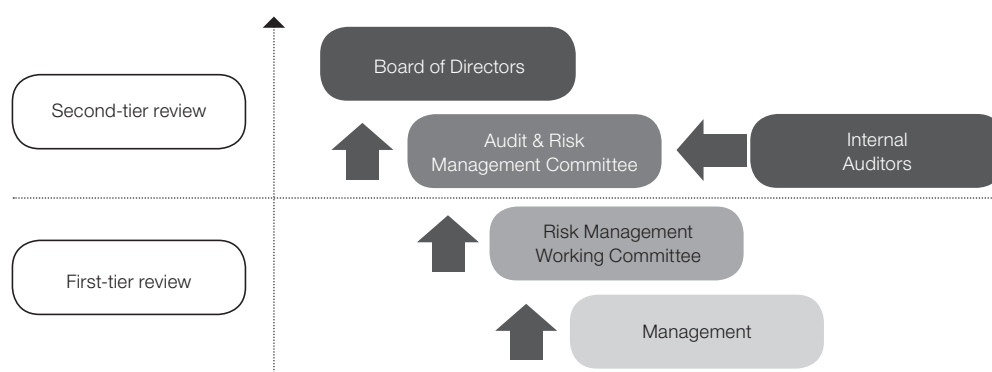 Board of Directors
Second-tier review
Audit & Risk
Management Committee
Internal
Auditors
Risk Management
Working Committee
First-tier review
Management